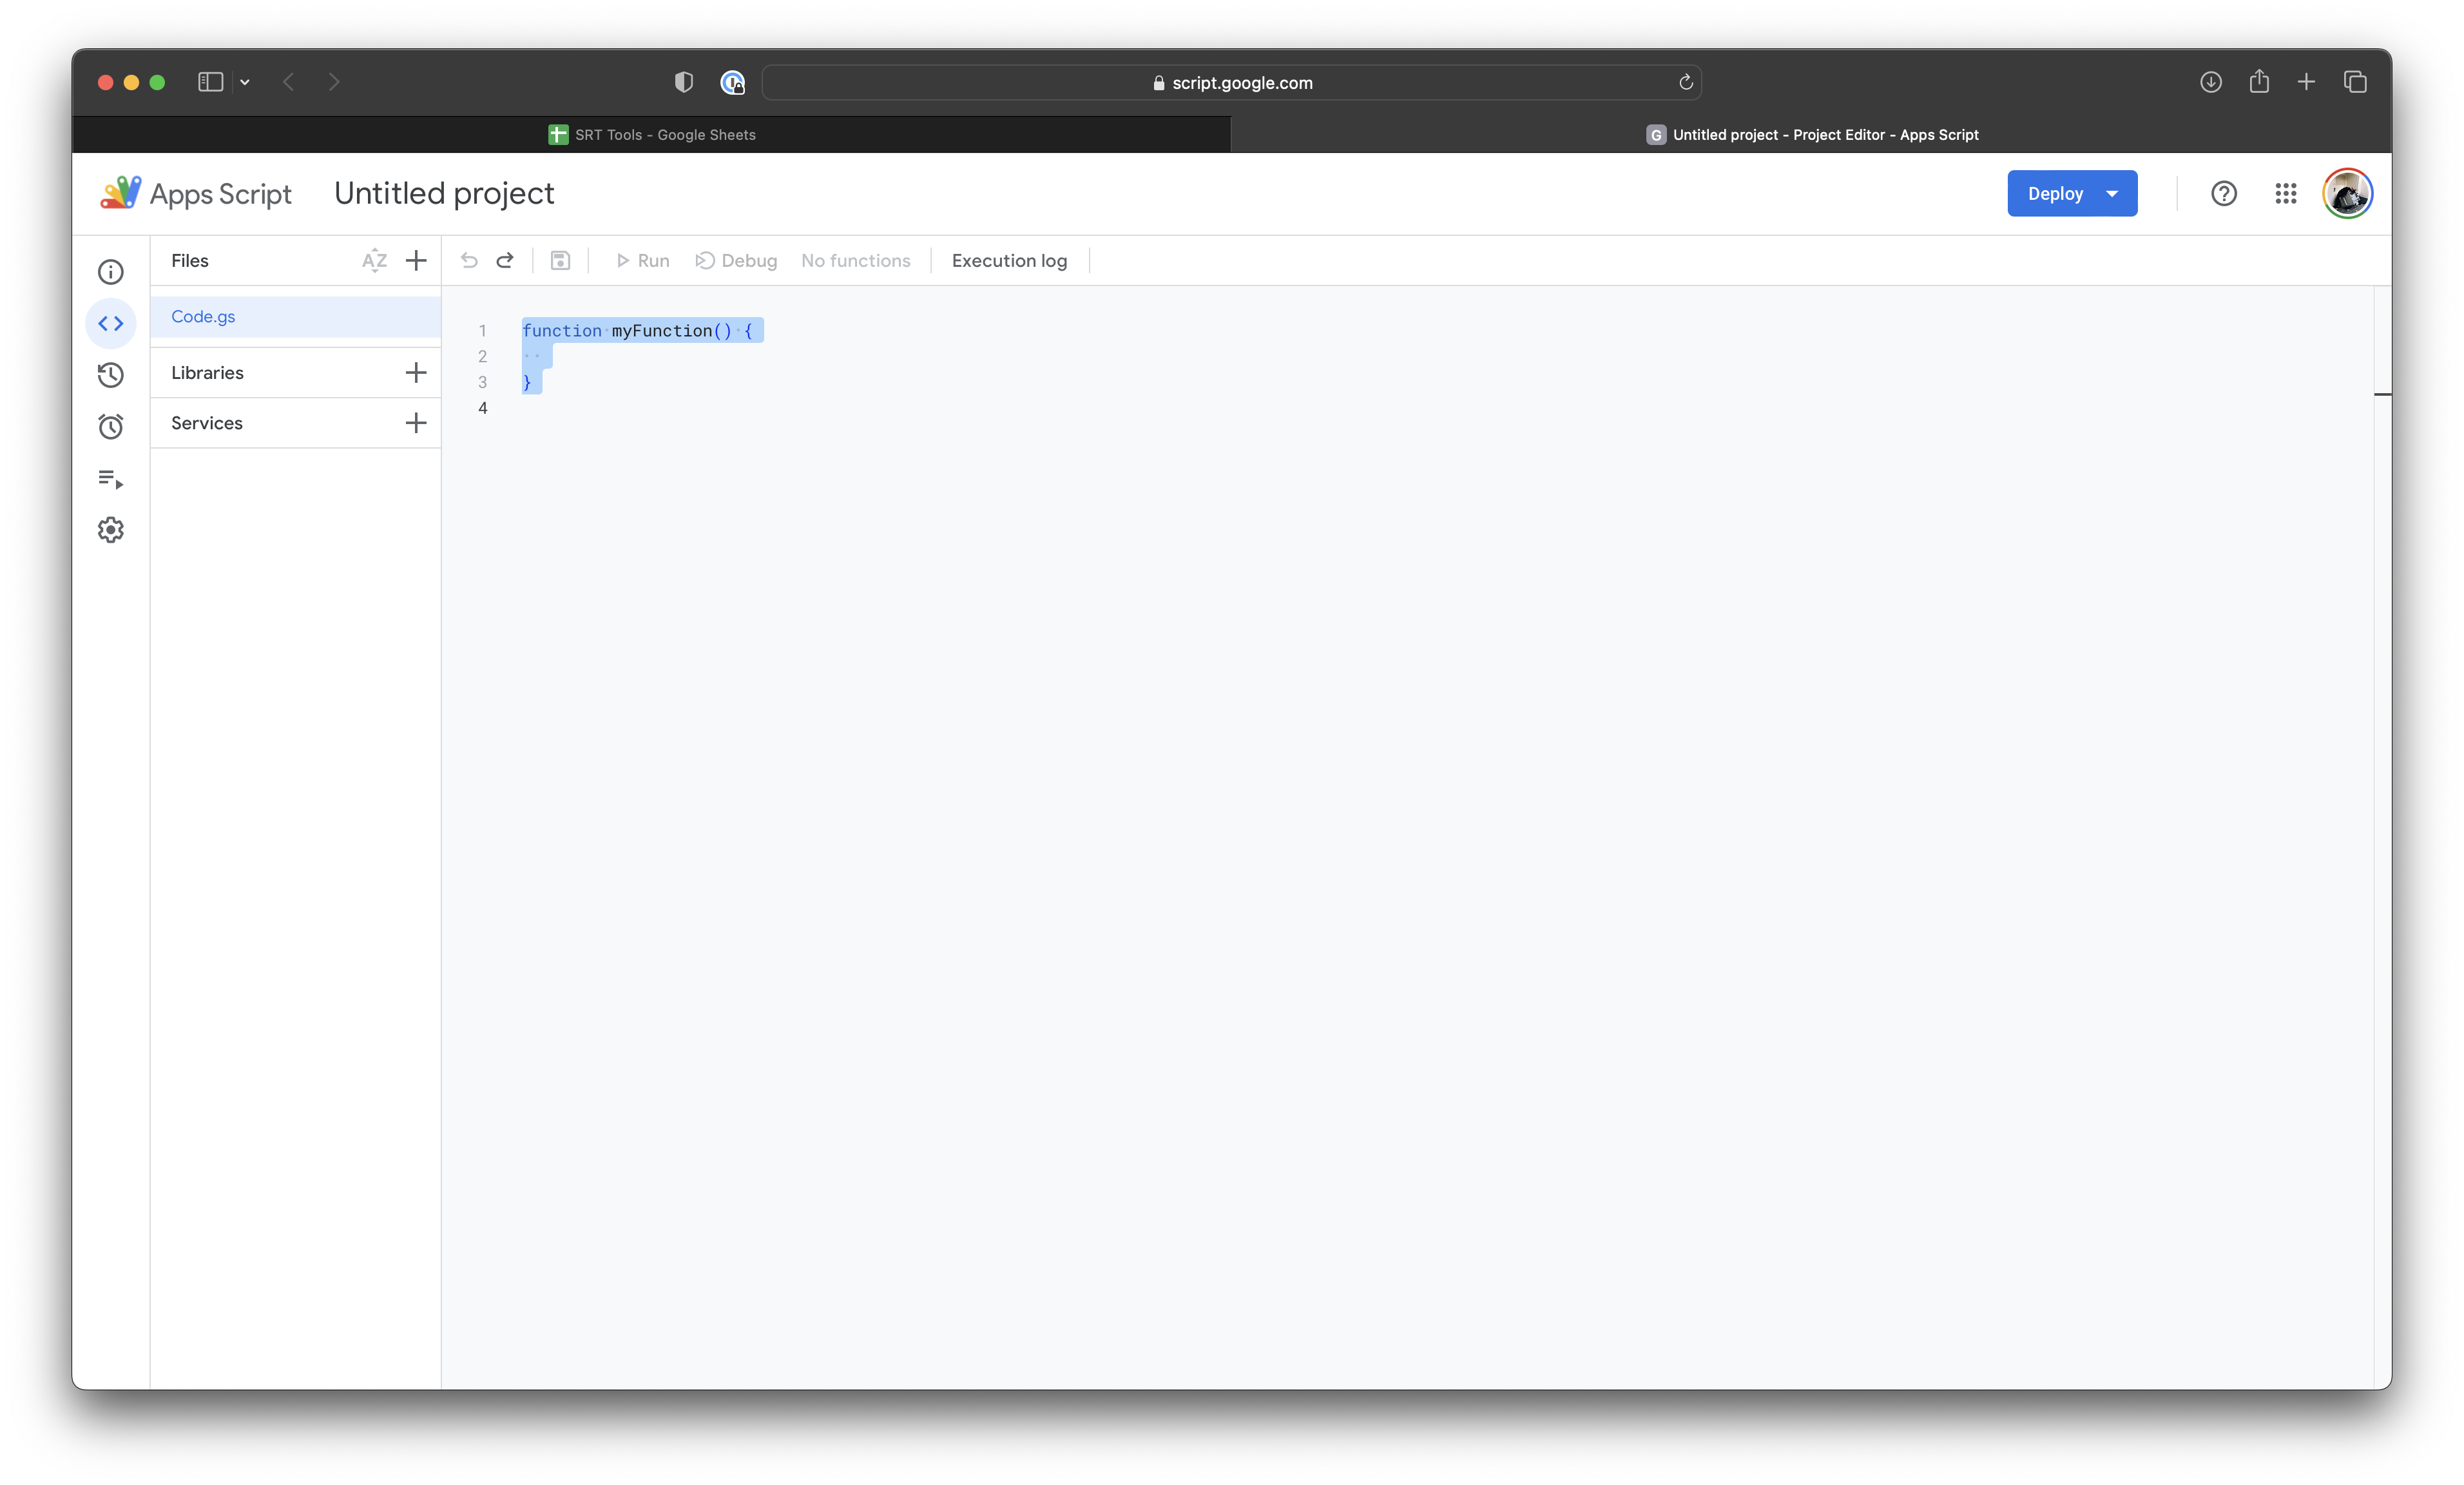 script.google.com
SRT Tools - Google Sheets
G Untitled project - Project Editor - Apps Script
Apps Script Untitled project
Deploy
Files AZ
Run Debug No functions Execution log
Code.gs
Libraries
Services
1 function myFunction() {
2
3 }
4